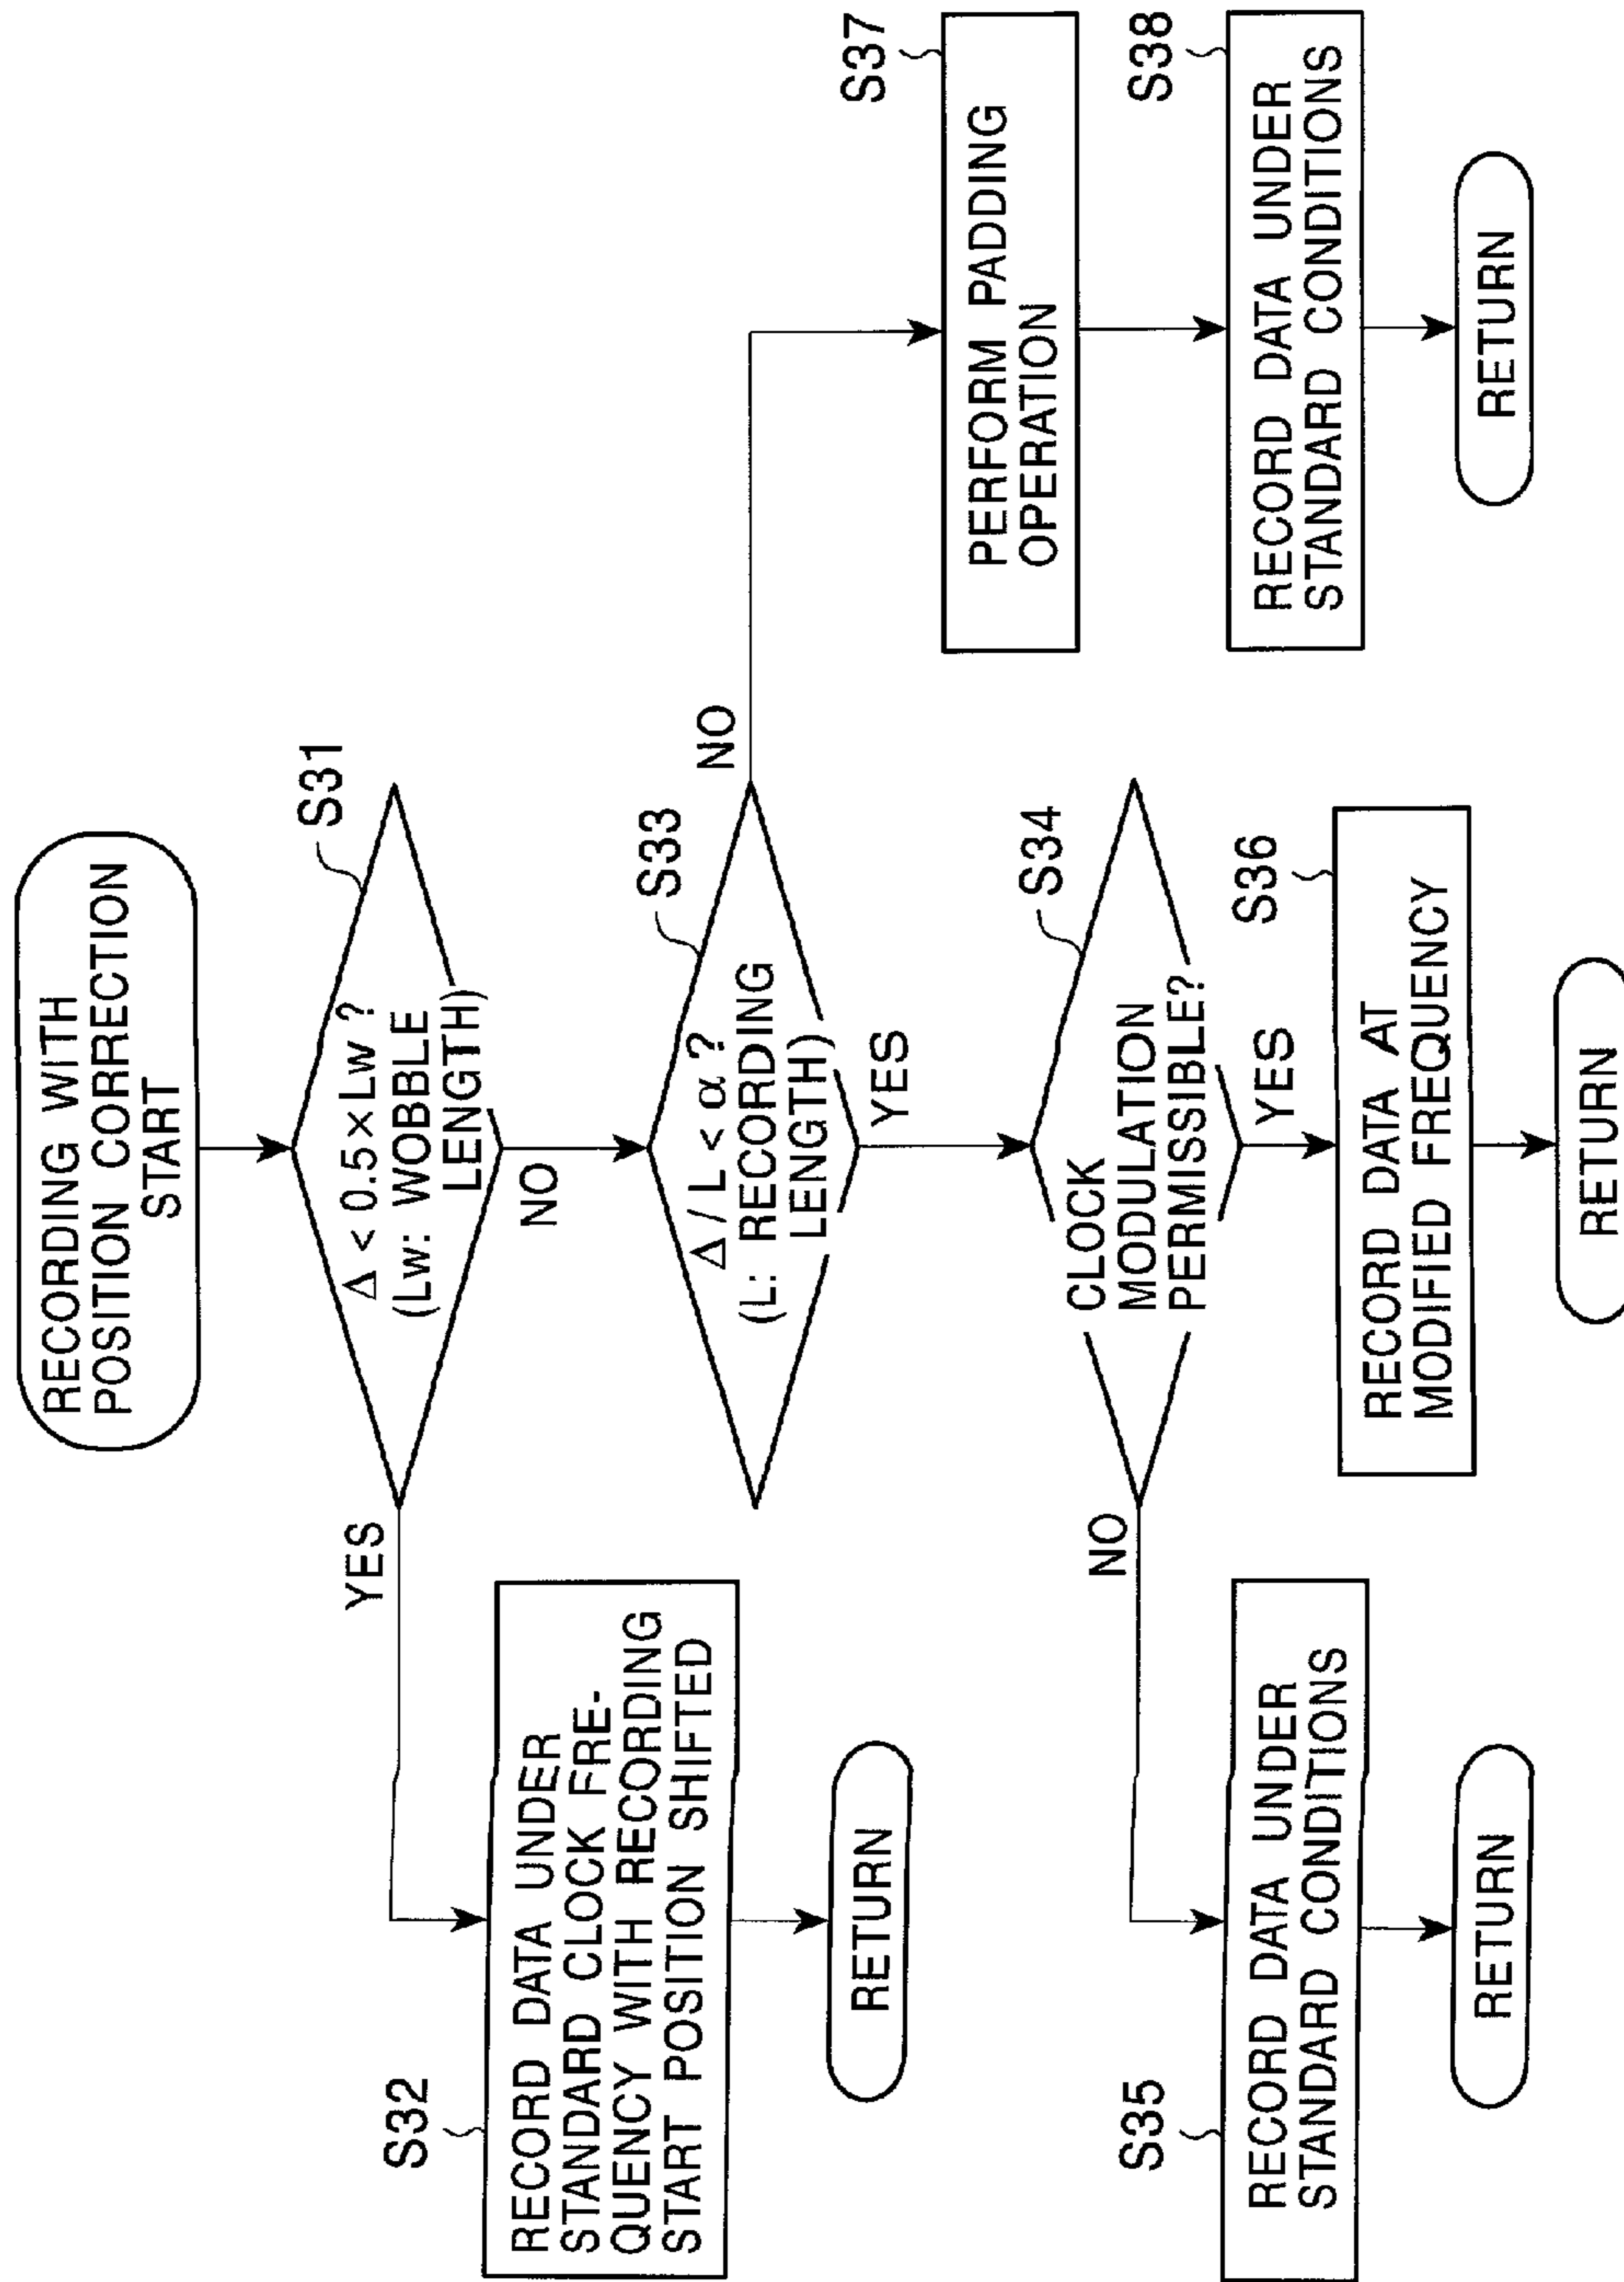 RECORDING WITH
POSITION CORRECTION
START
S31
Δ < 0.5×Lw ?
(Lw: WOBBLE
LENGTH)
YES
NO
S32
RECORD DATA UNDER
STANDARD CLOCK FRE-
QUENCY WITH RECORDING
START POSITION SHIFTED
RETURN
S33
Δ/L < α ?
(L: RECORDING
LENGTH)
NO
YES
S37
PERFORM PADDING
OPERATION
S38
RECORD DATA UNDER
STANDARD CONDITIONS
RETURN
S34
CLOCK
MODULATION
PERMISSIBLE?
NO
YES
S35
RECORD DATA UNDER
STANDARD CONDITIONS
RETURN
S36
RECORD DATA AT
MODIFIED FREQUENCY
RETURN